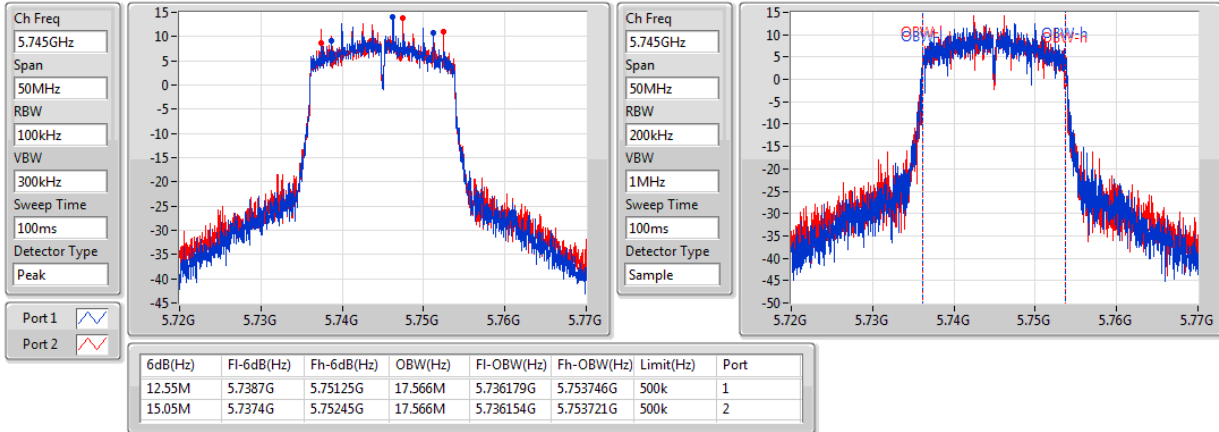 Ch Freq
5.745GHz
Span
50MHz
RBW
100kHz
VBW
300kHz
Sweep Time
100ms
Detector Type
Peak
Port 1
Port 2
15
10
5
0
-5
-10
-15
-20
-25
-30
-35
-40
-45
5.72G 5.73G 5.74G 5.75G 5.76G 5.77G
Ch Freq
5.745GHz
Span
50MHz
RBW
200kHz
VBW
1MHz
Sweep Time
100ms
Detector Type
Sample
15
10
5
0
-5
-10
-15
-20
-25
-30
-35
-40
-45
-50
OBW-l OBW-h
5.72G 5.73G 5.74G 5.75G 5.76G 5.77G
6dB(Hz) Fl-6dB(Hz) Fh-6dB(Hz) OBW(Hz) Fl-OBW(Hz) Fh-OBW(Hz) Limit(Hz) Port
12.55M 5.7387G 5.75125G 17.566M 5.736179G 5.753746G 500k 1
15.05M 5.7374G 5.75245G 17.566M 5.736154G 5.753721G 500k 2